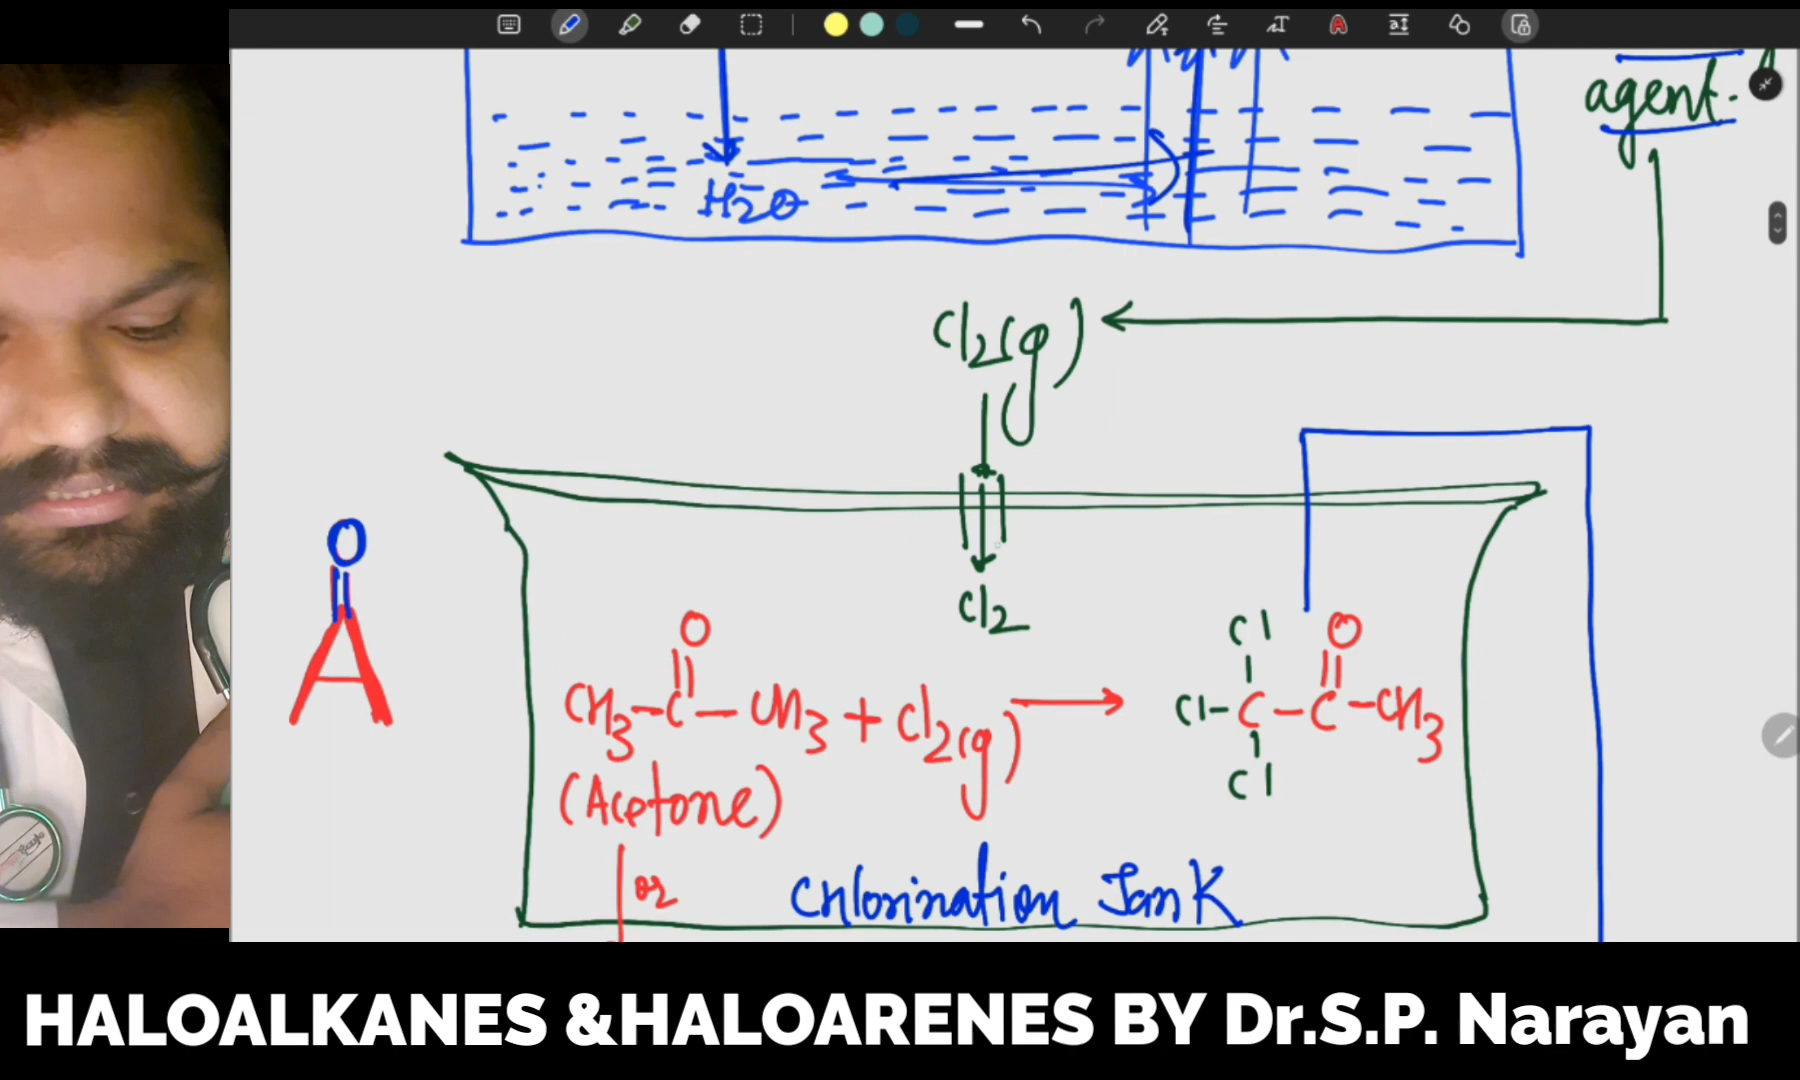 agent.
H2O
Cl2(g)
Cl2
O
A
O
CH3-C-CH3 + Cl2(g)
(Acetone)
or
Cl O
Cl-C-C-CH3
Cl
Chlorination Tank
HALOALKANES &HALOARENES BY Dr.S.P. Narayan